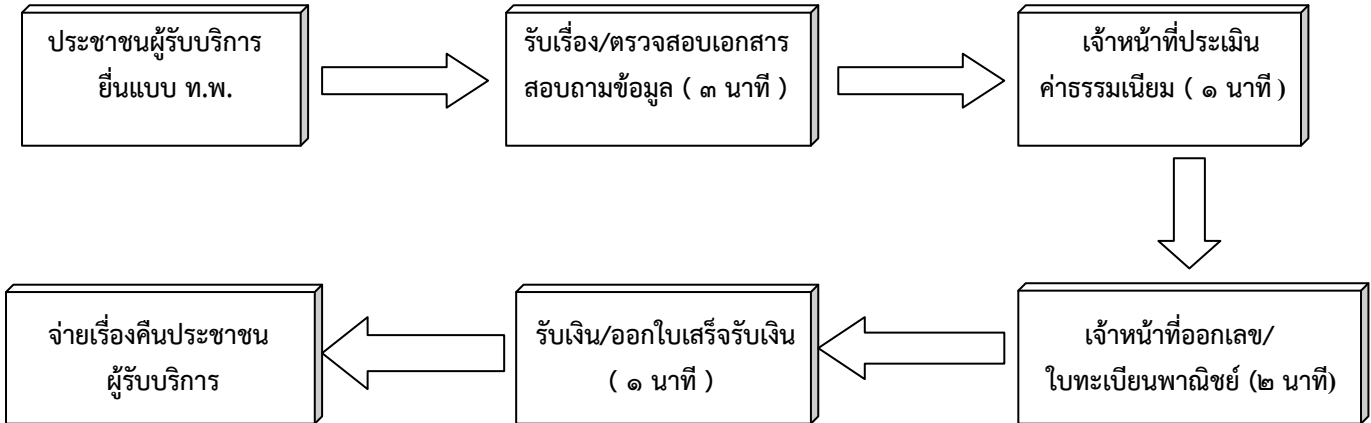 ประชาชนผู้รับบริการ
ยื่นแบบ ท.พ.
รับเรื่อง/ตรวจสอบเอกสาร
สอบถามข้อมูล ( ๓ นาที )
เจ้าหน้าที่ประเมิน
ค่าธรรมเนียม ( ๑ นาที )
เจ้าหน้าที่ออกเลข/
ใบทะเบียนพาณิชย์ (๒ นาที)
รับเงิน/ออกใบเสร็จรับเงิน
( ๑ นาที )
จ่ายเรื่องคืนประชาชน
ผู้รับบริการ